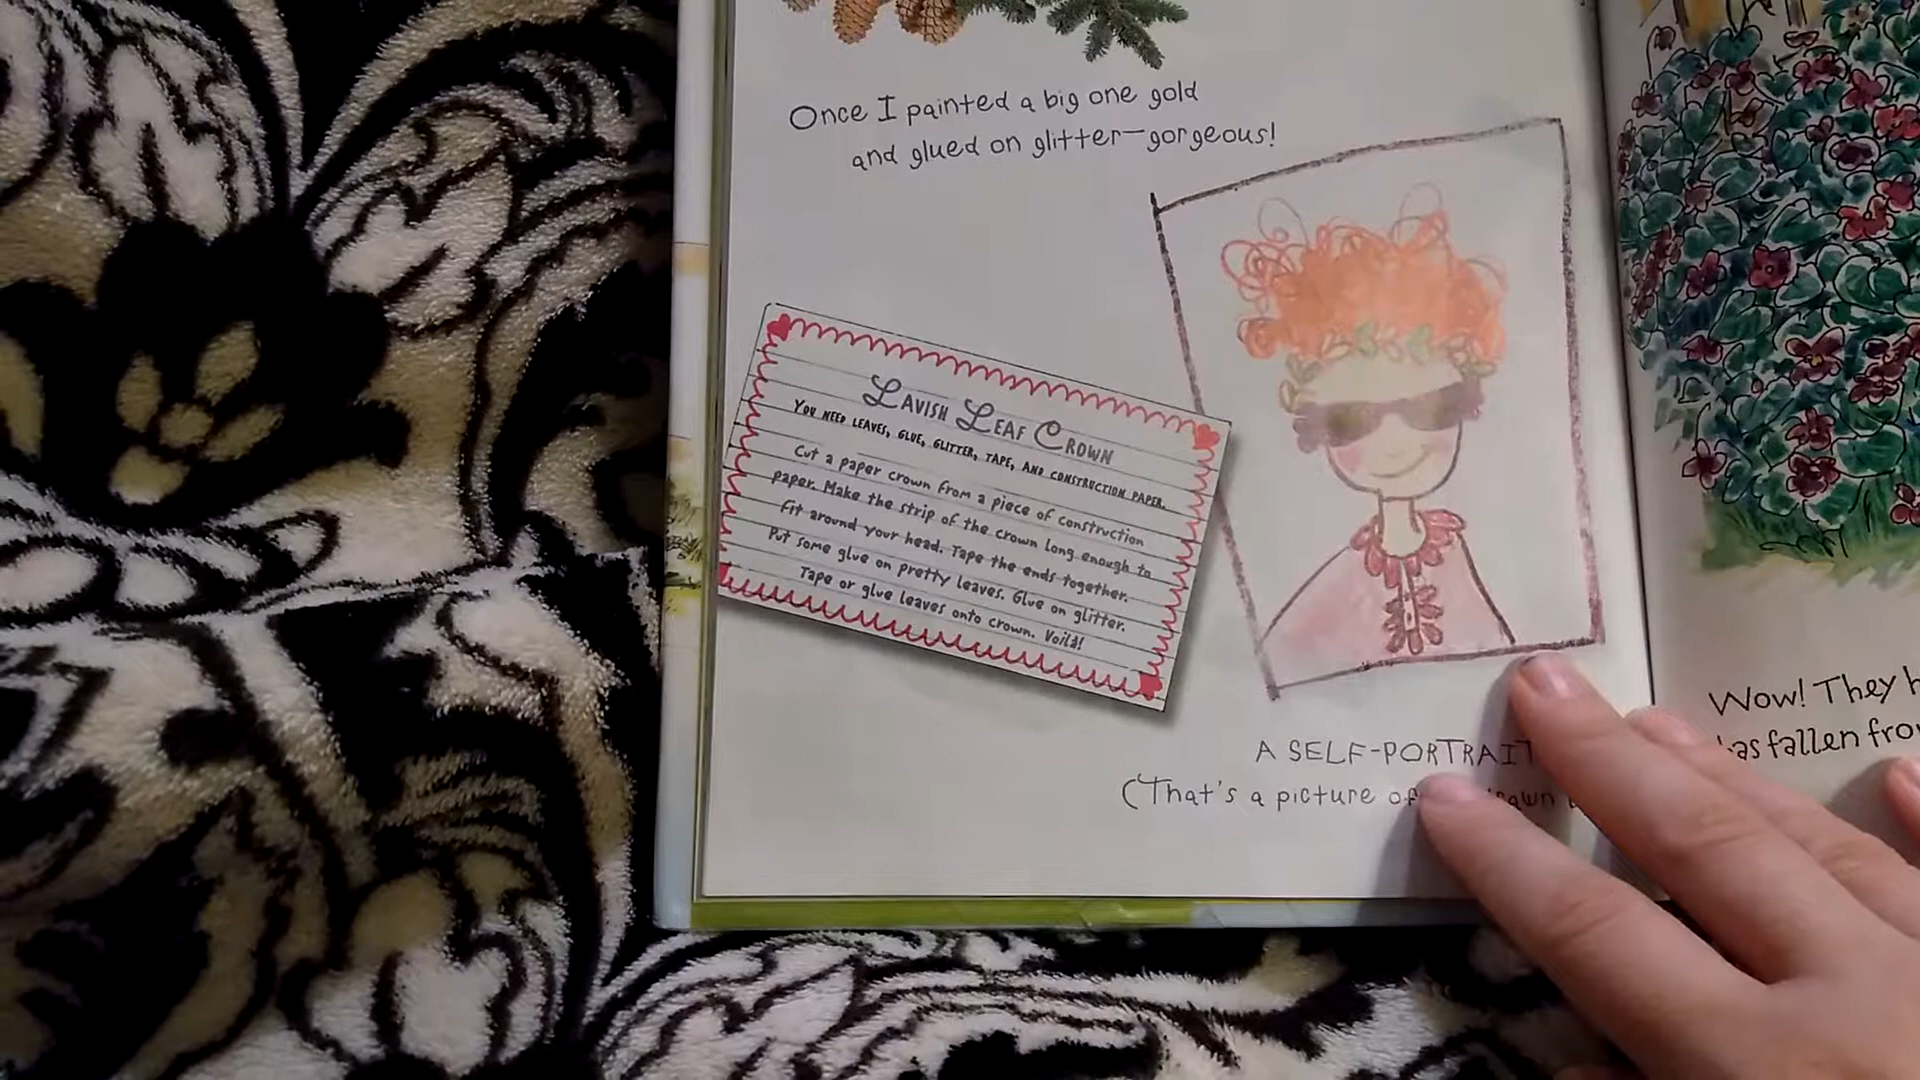 Once I painted a big one gold
and glued on glitter—gorgeous!
LAVISH LEAF CROWN
YOU NEED LEAVES, GLUE, GLITTER, TAPE, AND CONSTRUCTION PAPER.
Cut a paper crown from a piece of construction
paper. Make the strip of the crown long enough to
fit around your head. Tape the ends together.
Put some glue on pretty leaves. Glue on glitter.
Tape or glue leaves onto crown. Voilà!
A SELF-PORTRAIT
(That's a picture of
Wow! They
has fallen